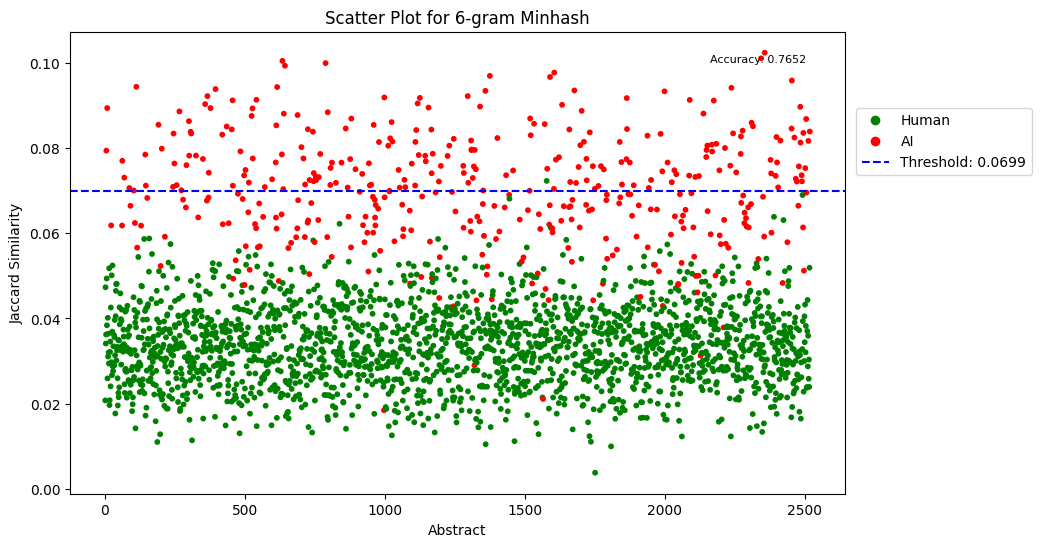 Scatter Plot for 6-gram Minhash
Accuracy: 0.7652
Jaccard Similarity
0.10
0.08
0.06
0.04
0.02
0.00
0
500
1000
1500
2000
2500
Abstract
Human
AI
Threshold: 0.0699